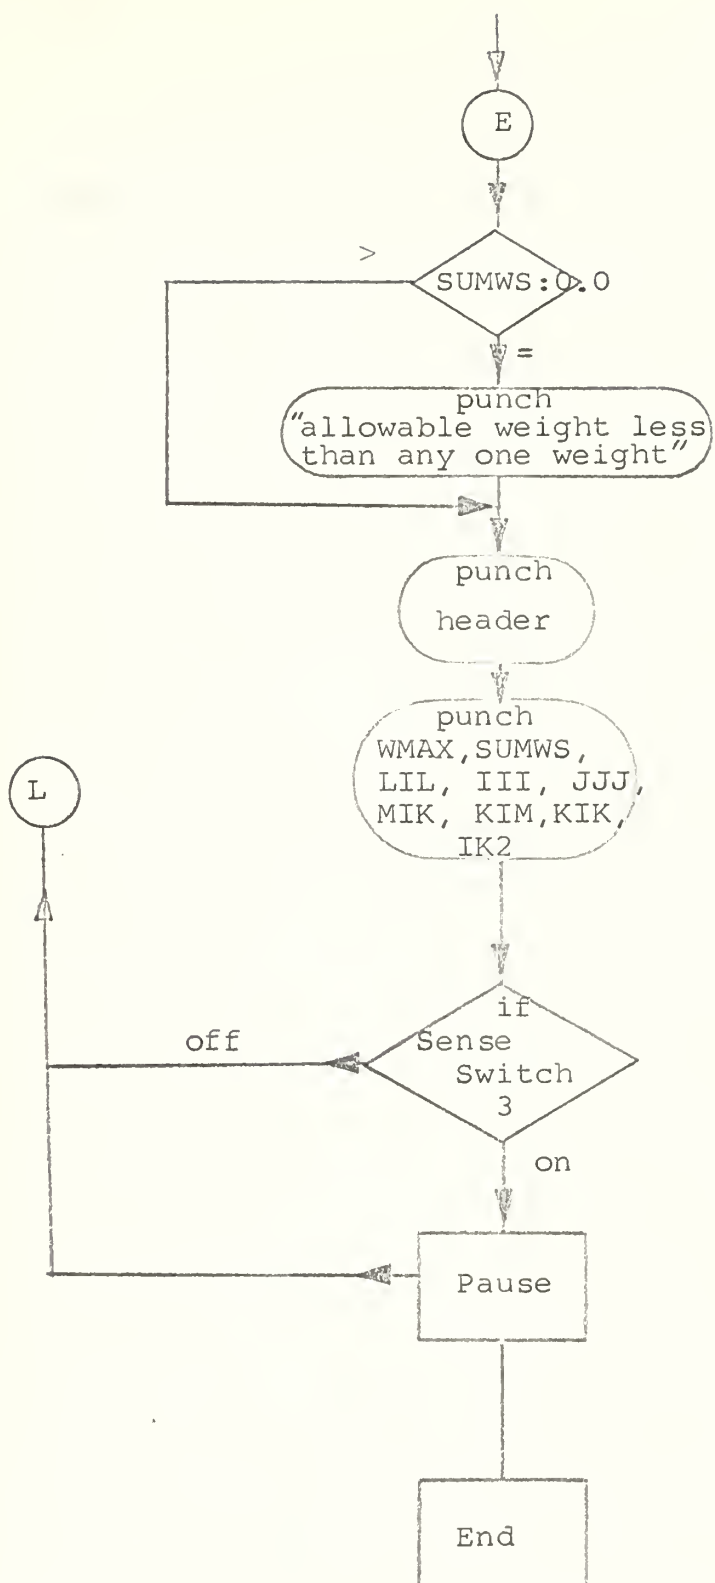 E
>
SUMWS:0.0
=
punch
"allowable weight less
than any one weight"
punch
header
punch
WMAX,SUMWS,
LIL, III, JJJ,
MIK, KIM,KIK,
IK2
L
if
Sense
Switch
3
off
on
Pause
End